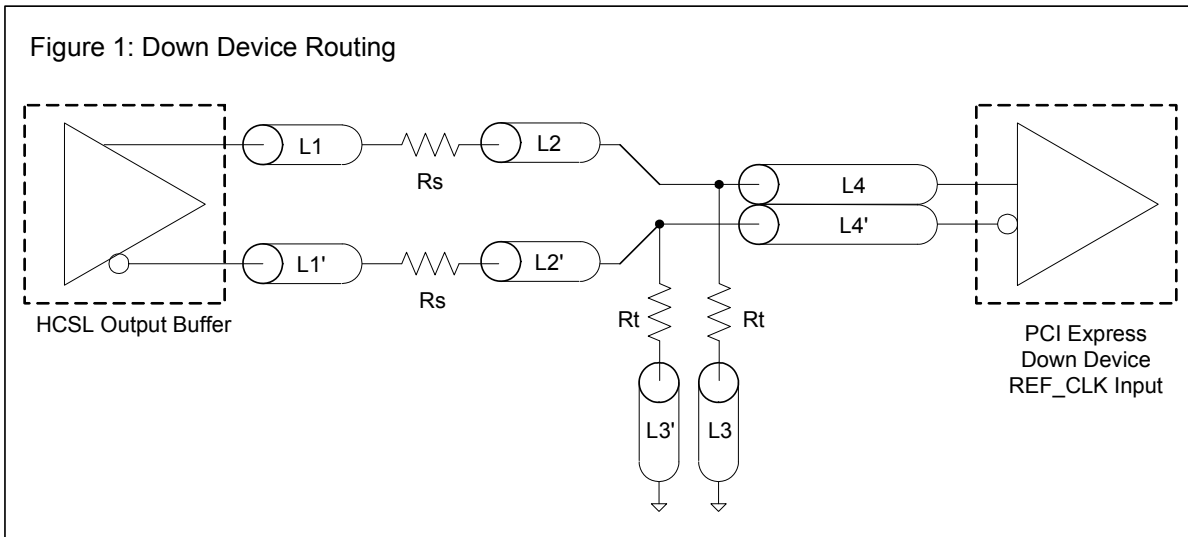 Figure 1: Down Device Routing
L1
Rs
L2
L4
L4'
L1'
Rs
L2'
HCSL Output Buffer
Rt
Rt
L3'
L3
PCI Express
Down Device
REF_CLK Input